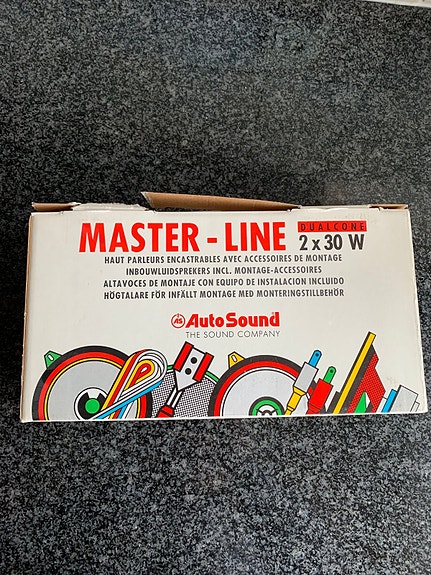 MASTER - LINE
DUALCONE
2 x 30 W
HAUT PARLEURS ENCASTRABLES AVEC ACCESSOIRES DE MONTAGE
INBOUWLUIDSPREKERS INCL. MONTAGE-ACCESSOIRES
ALTAVOCES DE MONTAJE CON EQUIPO DE INSTALACION INCLUIDO
HÖGTALARE FÖR INFÄLLT MONTAGE MED MONTERINGSTILLBEHÖR
AS AutoSound
THE SOUND COMPANY